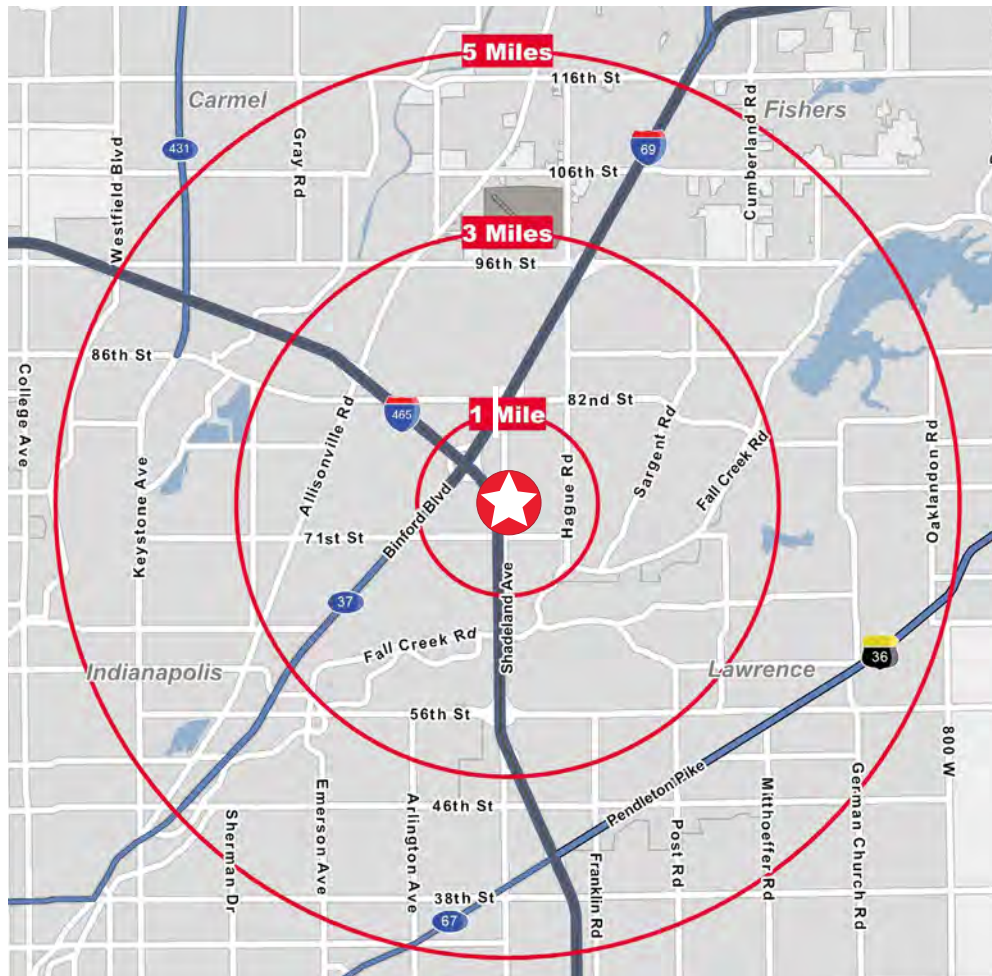 5 Miles
116th St
Carmel
Fishers
Cumberland Rd
Westfield Blvd
Gray Rd
431
69
106th St
3 Miles
96th St
86th St
College Ave
Keystone Ave
Allisonville Rd
465
1 Mile
82nd St
Sargent Rd
Fall Creek Rd
Oaklandon Rd
Hague Rd
Binford Blvd
71st St
37
Shadeland Ave
Fall Creek Rd
Indianapolis
Lawrence
36
56th St
800 W
Pendleton Pike
46th St
Sherman Dr
Emerson Ave
Arlington Ave
Franklin Rd
Post Rd
Mitthoeffer Rd
German Church Rd
38th St
67